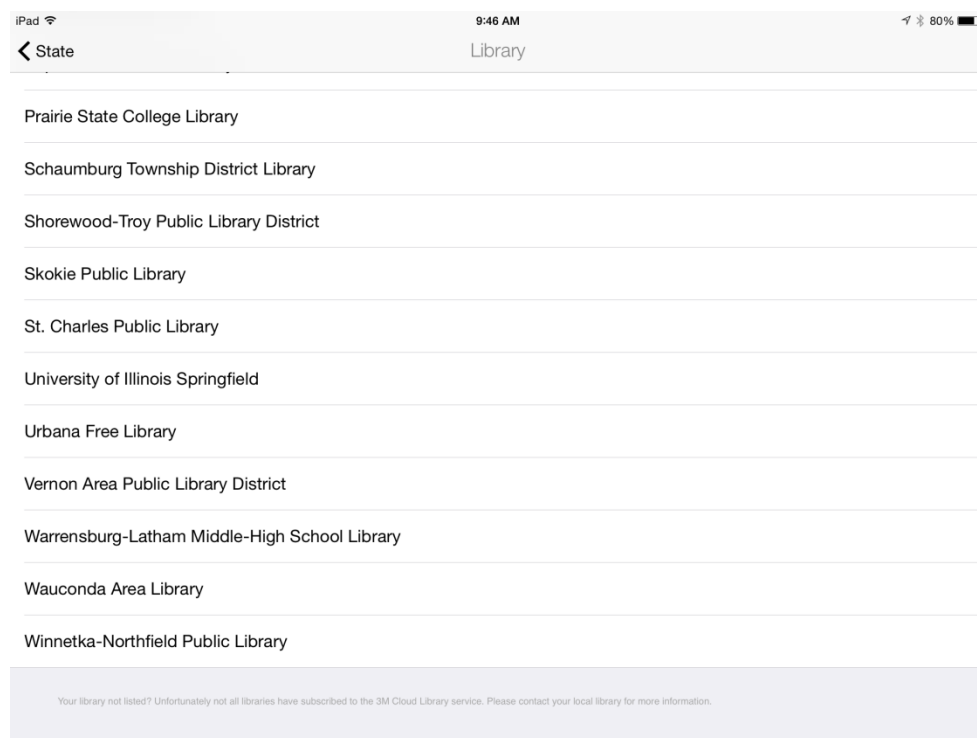 iPad 9:46 AM 80%
State Library
Prairie State College Library
Schaumburg Township District Library
Shorewood-Troy Public Library District
Skokie Public Library
St. Charles Public Library
University of Illinois Springfield
Urbana Free Library
Vernon Area Public Library District
Warrensburg-Latham Middle-High School Library
Wauconda Area Library
Winnetka-Northfield Public Library
Your library not listed? Unfortunately not all libraries have subscribed to the 3M Cloud Library service. Please contact your local library for more information.